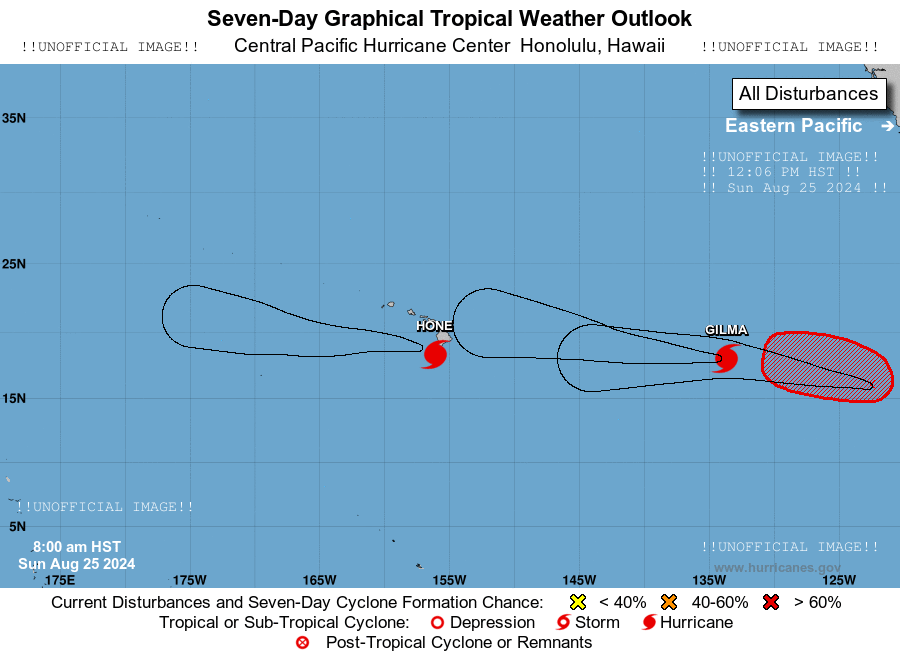 Seven-Day Graphical Tropical Weather Outlook
!!UNOFFICIAL IMAGE!! Central Pacific Hurricane Center Honolulu, Hawaii !!UNOFFICIAL IMAGE!!
All Disturbances
35N
Eastern Pacific →
!!UNOFFICIAL IMAGE!!
!! 12:06 PM HST !!
!! Sun Aug 25 2024 !!
25N
HONE
GILMA
15N
!!UNOFFICIAL IMAGE!!
5N
8:00 am HST
!!UNOFFICIAL IMAGE!!
Sun Aug 25 2024
www.hurricanes.gov
175E 175W 165W 155W 145W 135W 125W
Current Disturbances and Seven-Day Cyclone Formation Chance: < 40% 40-60% > 60%
Tropical or Sub-Tropical Cyclone: Depression Storm Hurricane
Post-Tropical Cyclone or Remnants